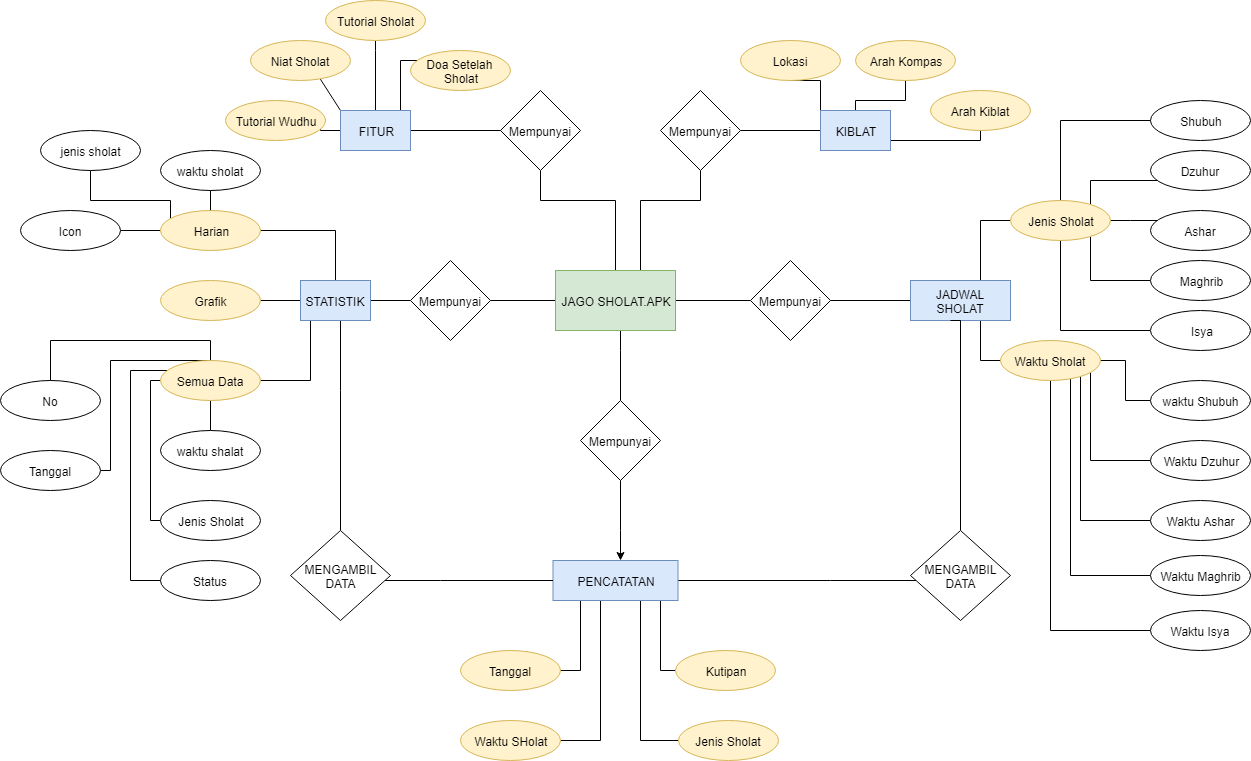 Tutorial Sholat
Niat Sholat
Doa Setelah
Sholat
Tutorial Wudhu
FITUR
Mempunyai
Lokasi
Arah Kompas
Arah Kiblat
Mempunyai
KIBLAT
jenis sholat
waktu sholat
Icon
Harian
Grafik
STATISTIK
Mempunyai
JAGO SHOLAT.APK
Mempunyai
JADWAL
SHOLAT
Jenis Sholat
Shubuh
Dzuhur
Ashar
Maghrib
Isya
Waktu Sholat
waktu Shubuh
Waktu Dzuhur
Waktu Ashar
Waktu Maghrib
Waktu Isya
Semua Data
No
Tanggal
waktu shalat
Jenis Sholat
Status
Mempunyai
MENGAMBIL
DATA
PENCATATAN
MENGAMBIL
DATA
Tanggal
Kutipan
Waktu SHolat
Jenis Sholat